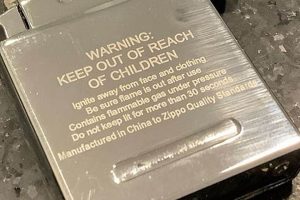 WARNING:
KEEP OUT OF REACH
OF CHILDREN
Ignite away from face and clothing
Be sure flame is out after use
Contains flammable gas under pressure
Do not keep lit for more than 30 seconds
Manufactured in China to Zippo Quality Standards